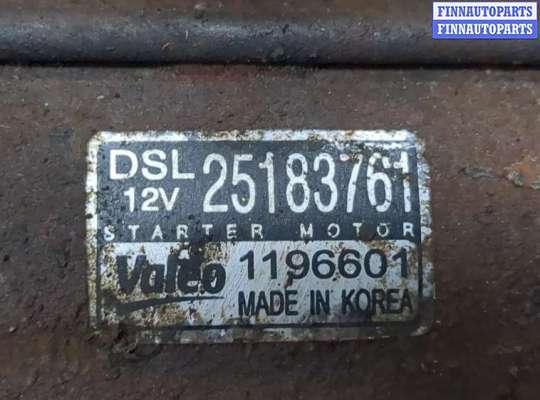 FINNAUTOPARTS
FINNAUTOPARTS
DSL 12V 25183761
STARTER MOTOR
Valeo 1196601
MADE IN KOREA